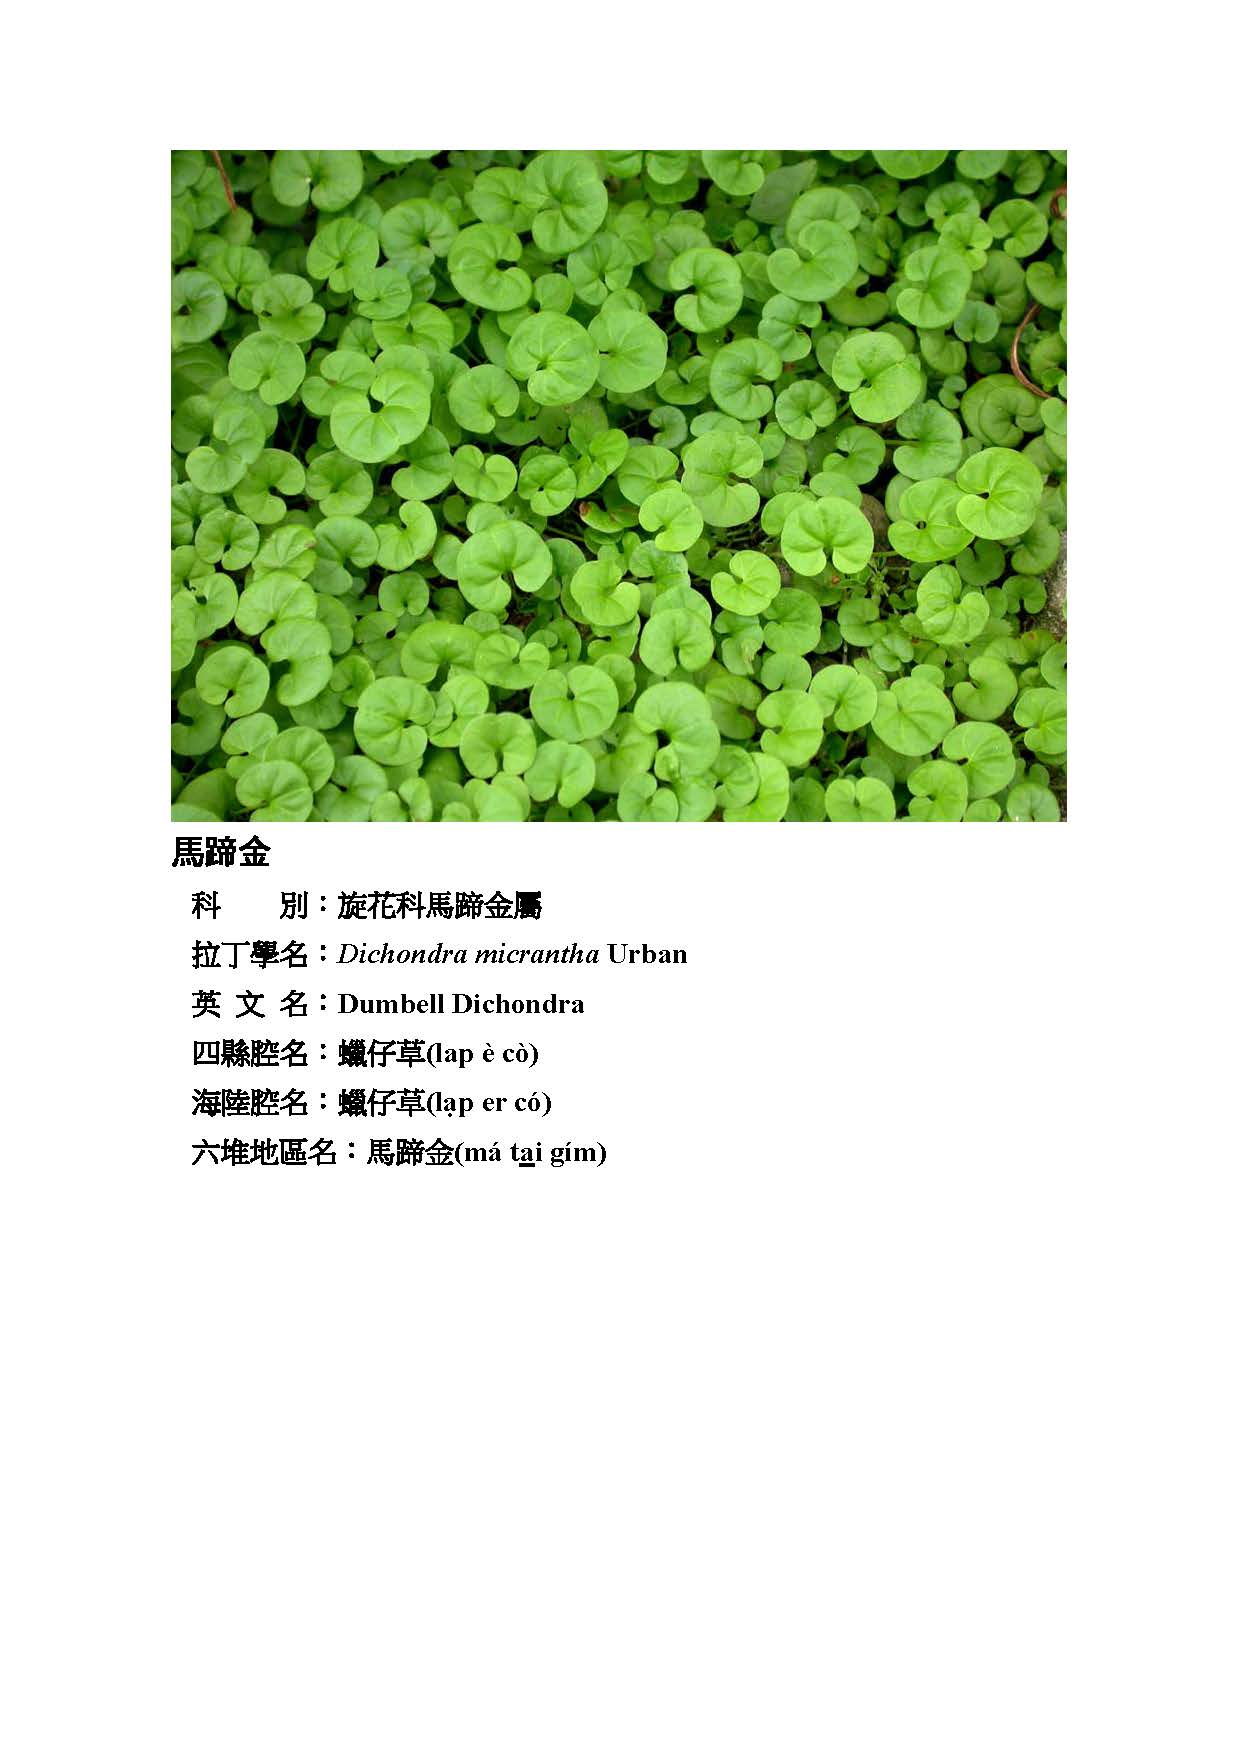 馬蹄金
科　　別：旋花科馬蹄金屬
拉丁學名：Dichondra micrantha Urban
英 文 名：Dumbell Dichondra
四縣腔名：蠟仔草(lap è cò)
海陸腔名：蠟仔草(lạp er có)
六堆地區名：馬蹄金(má ta̲i gím)